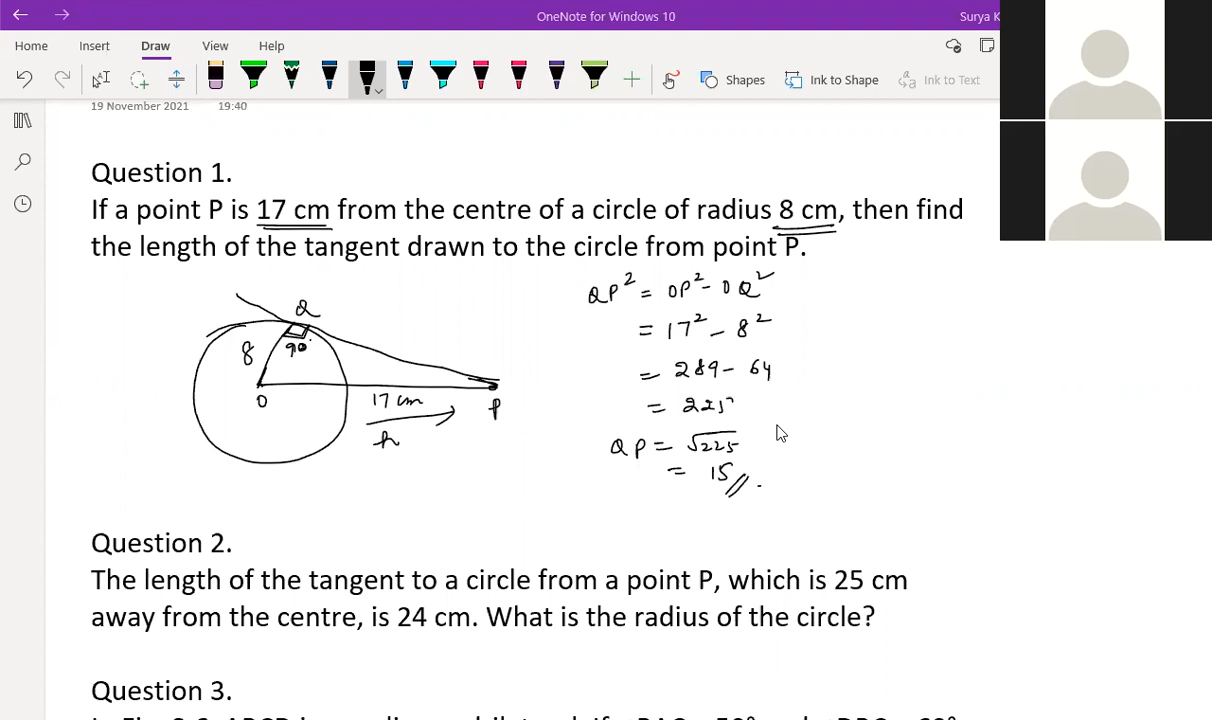 OneNote for Windows 10
Surya K
Home Insert Draw View Help
Shapes Ink to Shape Ink to Text
19 November 2021 19:40
Question 1.
If a point P is 17 cm from the centre of a circle of radius 8 cm, then find
the length of the tangent drawn to the circle from point P.
QP² = OP² - OQ²
= 17² - 8²
= 289 - 64
= 225
QP = √225
= 15
Q
8
90
O
17 cm
P
h
Question 2.
The length of the tangent to a circle from a point P, which is 25 cm
away from the centre, is 24 cm. What is the radius of the circle?
Question 3.